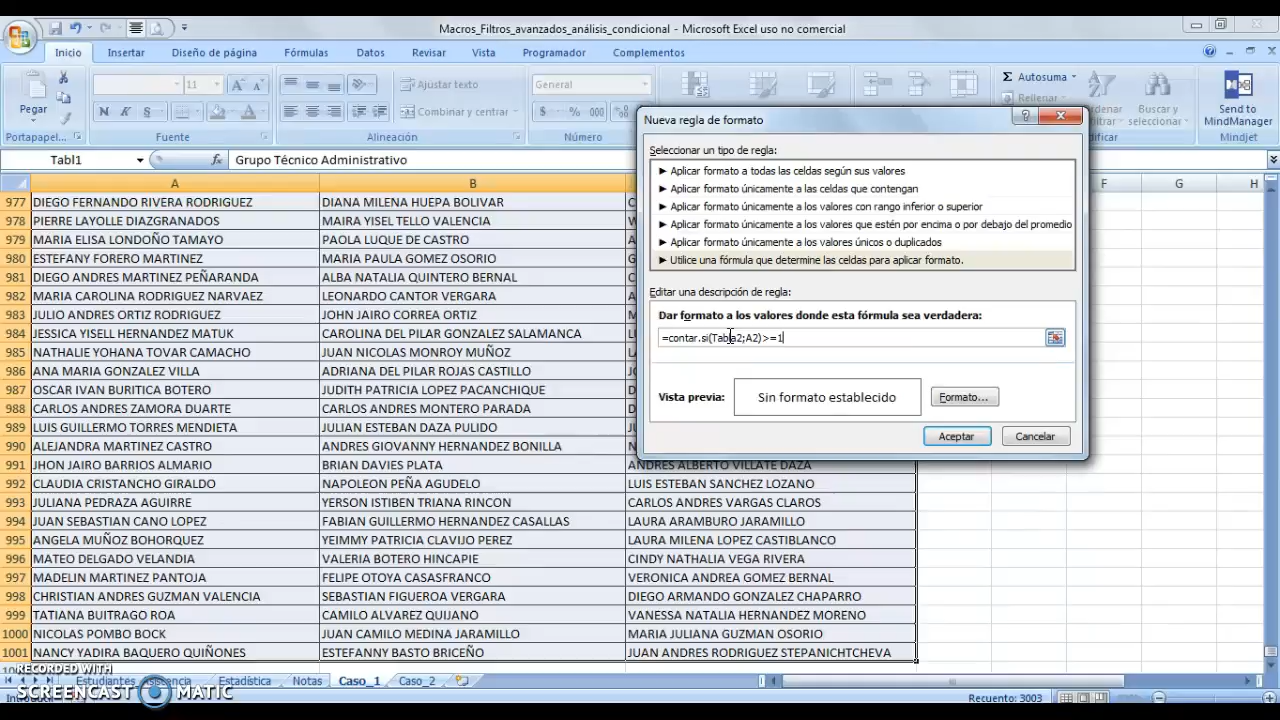 Macros_Filtros_avanzados_análisis_condicional - Microsoft Excel uso no comercial
Inicio Insertar Diseño de página Fórmulas Datos Revisar Vista Programador Complementos
Pegar
11
Ajustar texto
General
Σ Autosuma
Rellenar
N K S
Combinar y centrar
$ % 000
Buscar y seleccionar
Send to MindManager
Portapapel...
Fuente
Alineación
Número
Mindjet
Tabl1
fx
Grupo Técnico Administrativo
A B F G H
977 DIEGO FERNANDO RIVERA RODRIGUEZ DIANA MILENA HUEPA BOLIVAR
978 PIERRE LAYOLLE DIAZGRANADOS MAIRA YISEL TELLO VALENCIA
979 MARIA ELISA LONDOÑO TAMAYO PAOLA LUQUE DE CASTRO
980 ESTEFANY FORERO MARTINEZ MARIA PAULA GOMEZ OSORIO
981 DIEGO ANDRES MARTINEZ PEÑARANDA ALBA NATALIA QUINTERO BERNAL
982 MARIA CAROLINA RODRIGUEZ NARVAEZ LEONARDO CANTOR VERGARA
983 JULIO ANDRES ORTIZ RODRIGUEZ JOHN JAIRO CORREA ORTIZ
984 JESSICA YISELL HERNANDEZ MATUK CAROLINA DEL PILAR GONZALEZ SALAMANCA
985 NATHALIE YOHANA TOVAR CAMACHO JUAN NICOLAS MONROY MUÑOZ
986 ANA MARIA GONZALEZ VILLA ADRIANA DEL PILAR ROJAS CASTILLO
987 OSCAR IVAN BURITICA BOTERO JUDITH PATRICIA LOPEZ PACANCHIQUE
988 CARLOS ANDRES ZAMORA DUARTE CARLOS ANDRES MONTERO PARADA
989 LUIS GUILLERMO TORRES MENDIETA JULIAN ESTEBAN DAZA PULIDO
990 ALEJANDRA MARTINEZ CASTRO ANDRES GIOVANNY HERNANDEZ BONILLA
991 JHON JAIRO BARRIOS ALMARIO BRIAN DAVIES PLATA ANDRES ALBERTO VILLATE DAZA
992 CLAUDIA CRISTANCHO GIRALDO NAPOLEON PEÑA AGUDELO LUIS ESTEBAN SANCHEZ LOZANO
993 JULIANA PEDRAZA AGUIRRE YERSON ISTIBEN TRIANA RINCON CARLOS ANDRES VARGAS CLAROS
994 JUAN SEBASTIAN CANO LOPEZ FABIAN GUILLERMO HERNANDEZ CASALLAS LAURA ARAMBURO JARAMILLO
995 ANGELA MUÑOZ BOHORQUEZ YEIMMY PATRICIA CLAVIJO PEREZ LAURA MILENA LOPEZ CASTIBLANCO
996 MATEO DELGADO VELANDIA VALERIA BOTERO HINCAPIE CINDY NATHALIA VEGA RIVERA
997 MADELIN MARTINEZ PANTOJA FELIPE OTOYA CASASFRANCO VERONICA ANDREA GOMEZ BERNAL
998 CHRISTIAN ANDRES GUZMAN VALENCIA SEBASTIAN FIGUEROA VERGARA DIEGO ARMANDO GONZALEZ CHAPARRO
999 TATIANA BUITRAGO ROA CAMILO ALVAREZ QUIJANO VANESSA NATALIA HERNANDEZ MORENO
1000 NICOLAS POMBO BOCK JUAN CAMILO MEDINA JARAMILLO MARIA JULIANA GUZMAN OSORIO
1001 NANCY YADIRA BAQUERO QUIÑONES ESTEFANNY BASTO BRICEÑO JUAN ANDRES RODRIGUEZ STEPANICHTCHEVA
Nueva regla de formato
Seleccionar un tipo de regla:
► Aplicar formato a todas las celdas según sus valores
► Aplicar formato únicamente a las celdas que contengan
► Aplicar formato únicamente a los valores con rango inferior o superior
► Aplicar formato únicamente a los valores que estén por encima o por debajo del promedio
► Aplicar formato únicamente a los valores únicos o duplicados
► Utilice una fórmula que determine las celdas para aplicar formato.
Editar una descripción de regla:
Dar formato a los valores donde esta fórmula sea verdadera:
=contar.si(Tabla2;A2)>=1
Vista previa:
Sin formato establecido
Formato...
Aceptar Cancelar
Estudiantes Asistencia Estadística Notas Caso_1 Caso_2
Recuento: 3003
RECORDED WITH
SCREENCAST MATIC